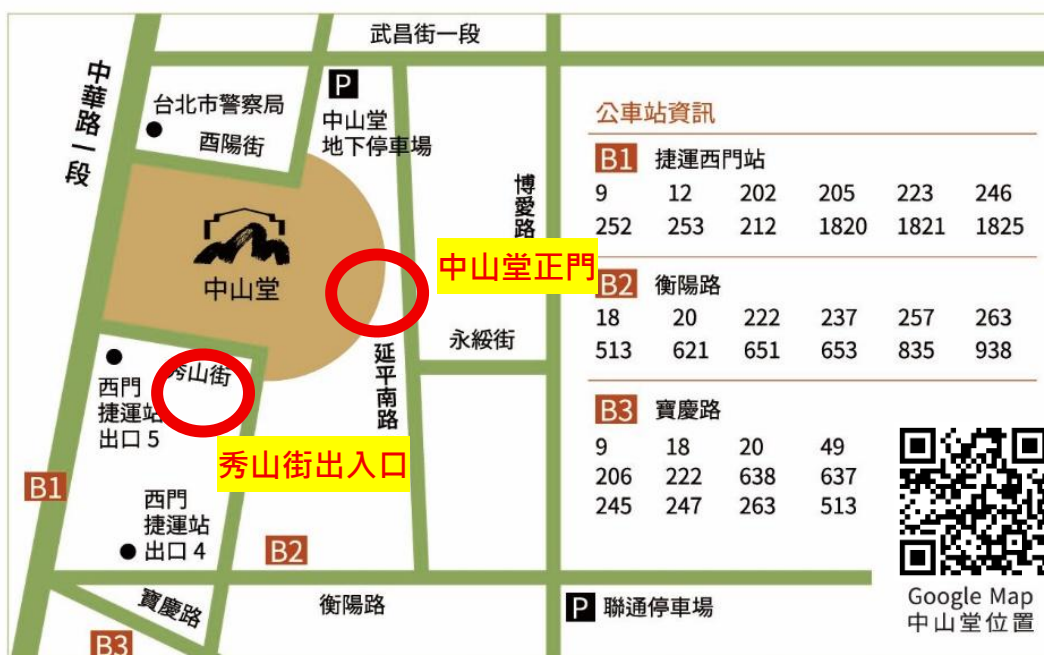 武昌街一段
中華路一段
台北市警察局
酉陽街
P
中山堂
地下停車場
博愛路
中山堂
中山堂正門
永綏街
延平南路
秀山街
西門
捷運站
出口 5
秀山街出入口
B1
西門
捷運站
出口 4
B2
寶慶路
衡陽路
B3
P 聯通停車場
公車站資訊
B1 捷運西門站
9 12 202 205 223 246
252 253 212 1820 1821 1825
B2 衡陽路
18 20 222 237 257 263
513 621 651 653 835 938
B3 寶慶路
9 18 20 49
206 222 638 637
245 247 263 513
Google Map
中山堂位置